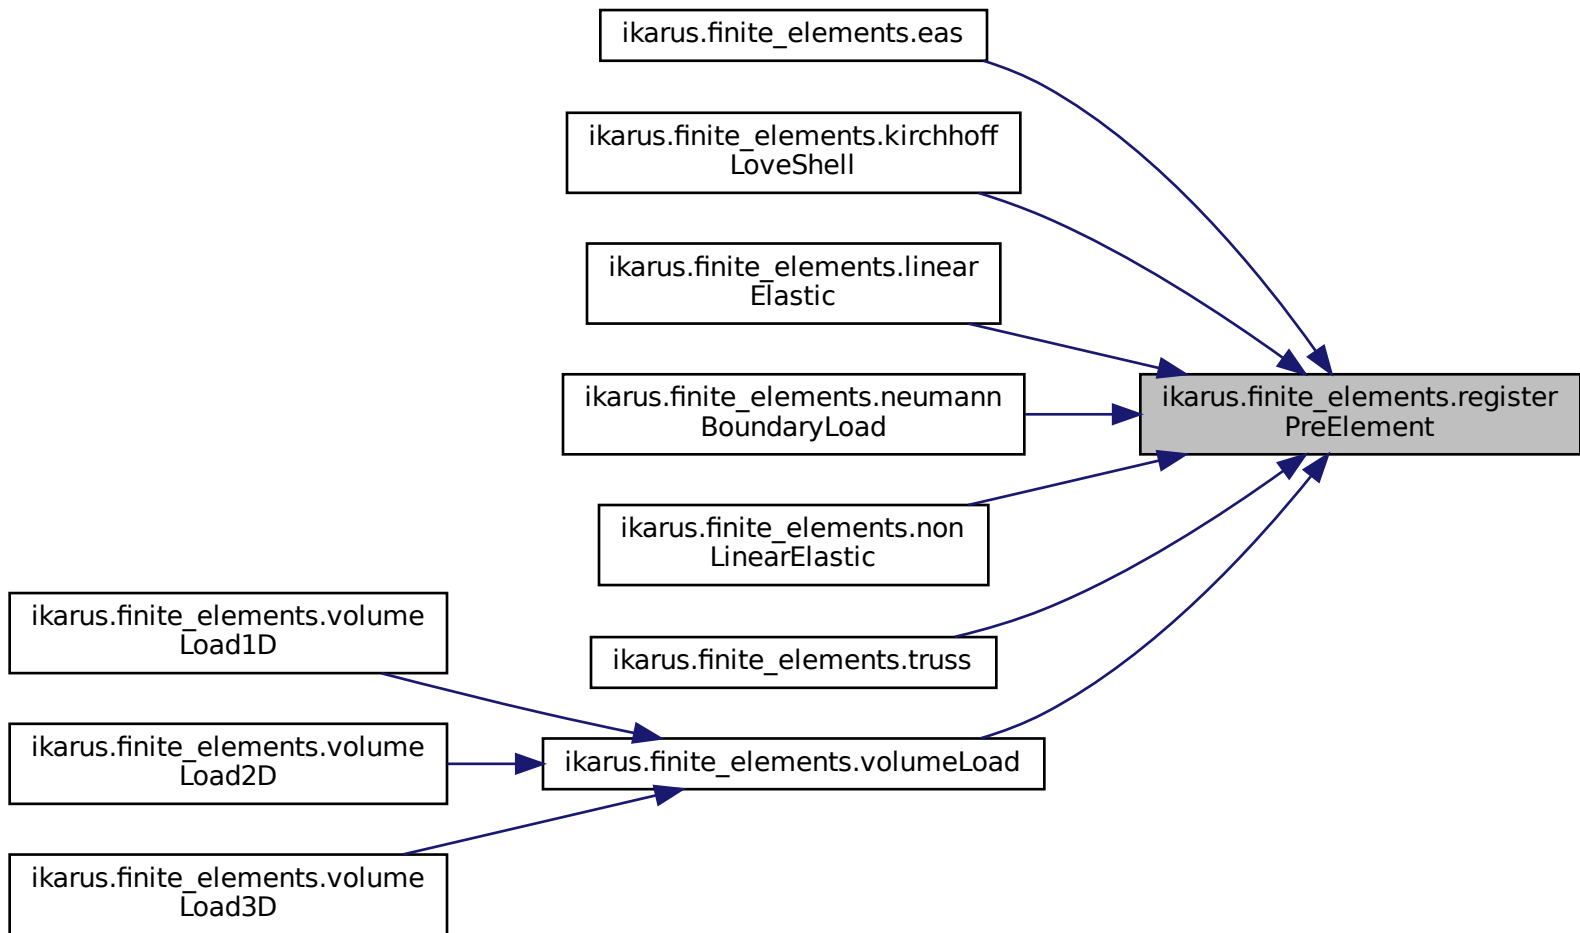 ikarus.finite_elements.eas
ikarus.finite_elements.kirchhoff
LoveShell
ikarus.finite_elements.linear
Elastic
ikarus.finite_elements.neumann
BoundaryLoad
ikarus.finite_elements.register
PreElement
ikarus.finite_elements.non
LinearElastic
ikarus.finite_elements.truss
ikarus.finite_elements.volumeLoad
ikarus.finite_elements.volume
Load1D
ikarus.finite_elements.volume
Load2D
ikarus.finite_elements.volume
Load3D